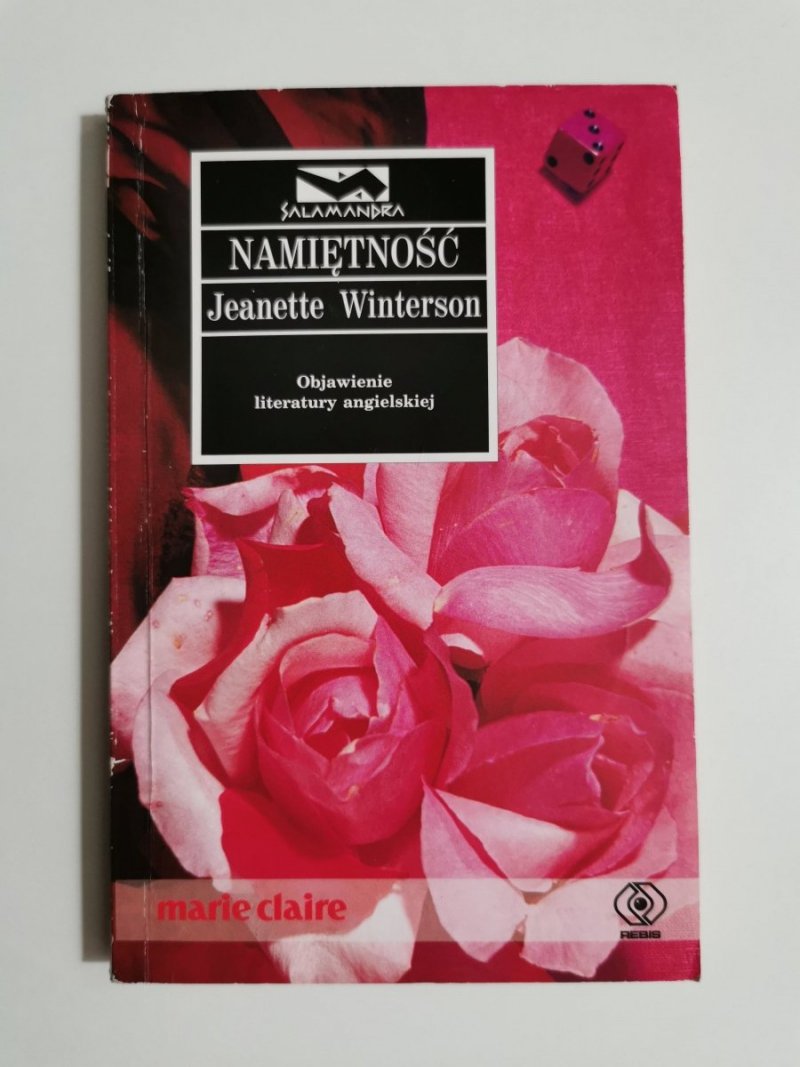 SALAMANDRA
NAMIĘTNOŚĆ
Jeanette Winterson
Objawienie
literatury angielskiej
marie claire
REBIS